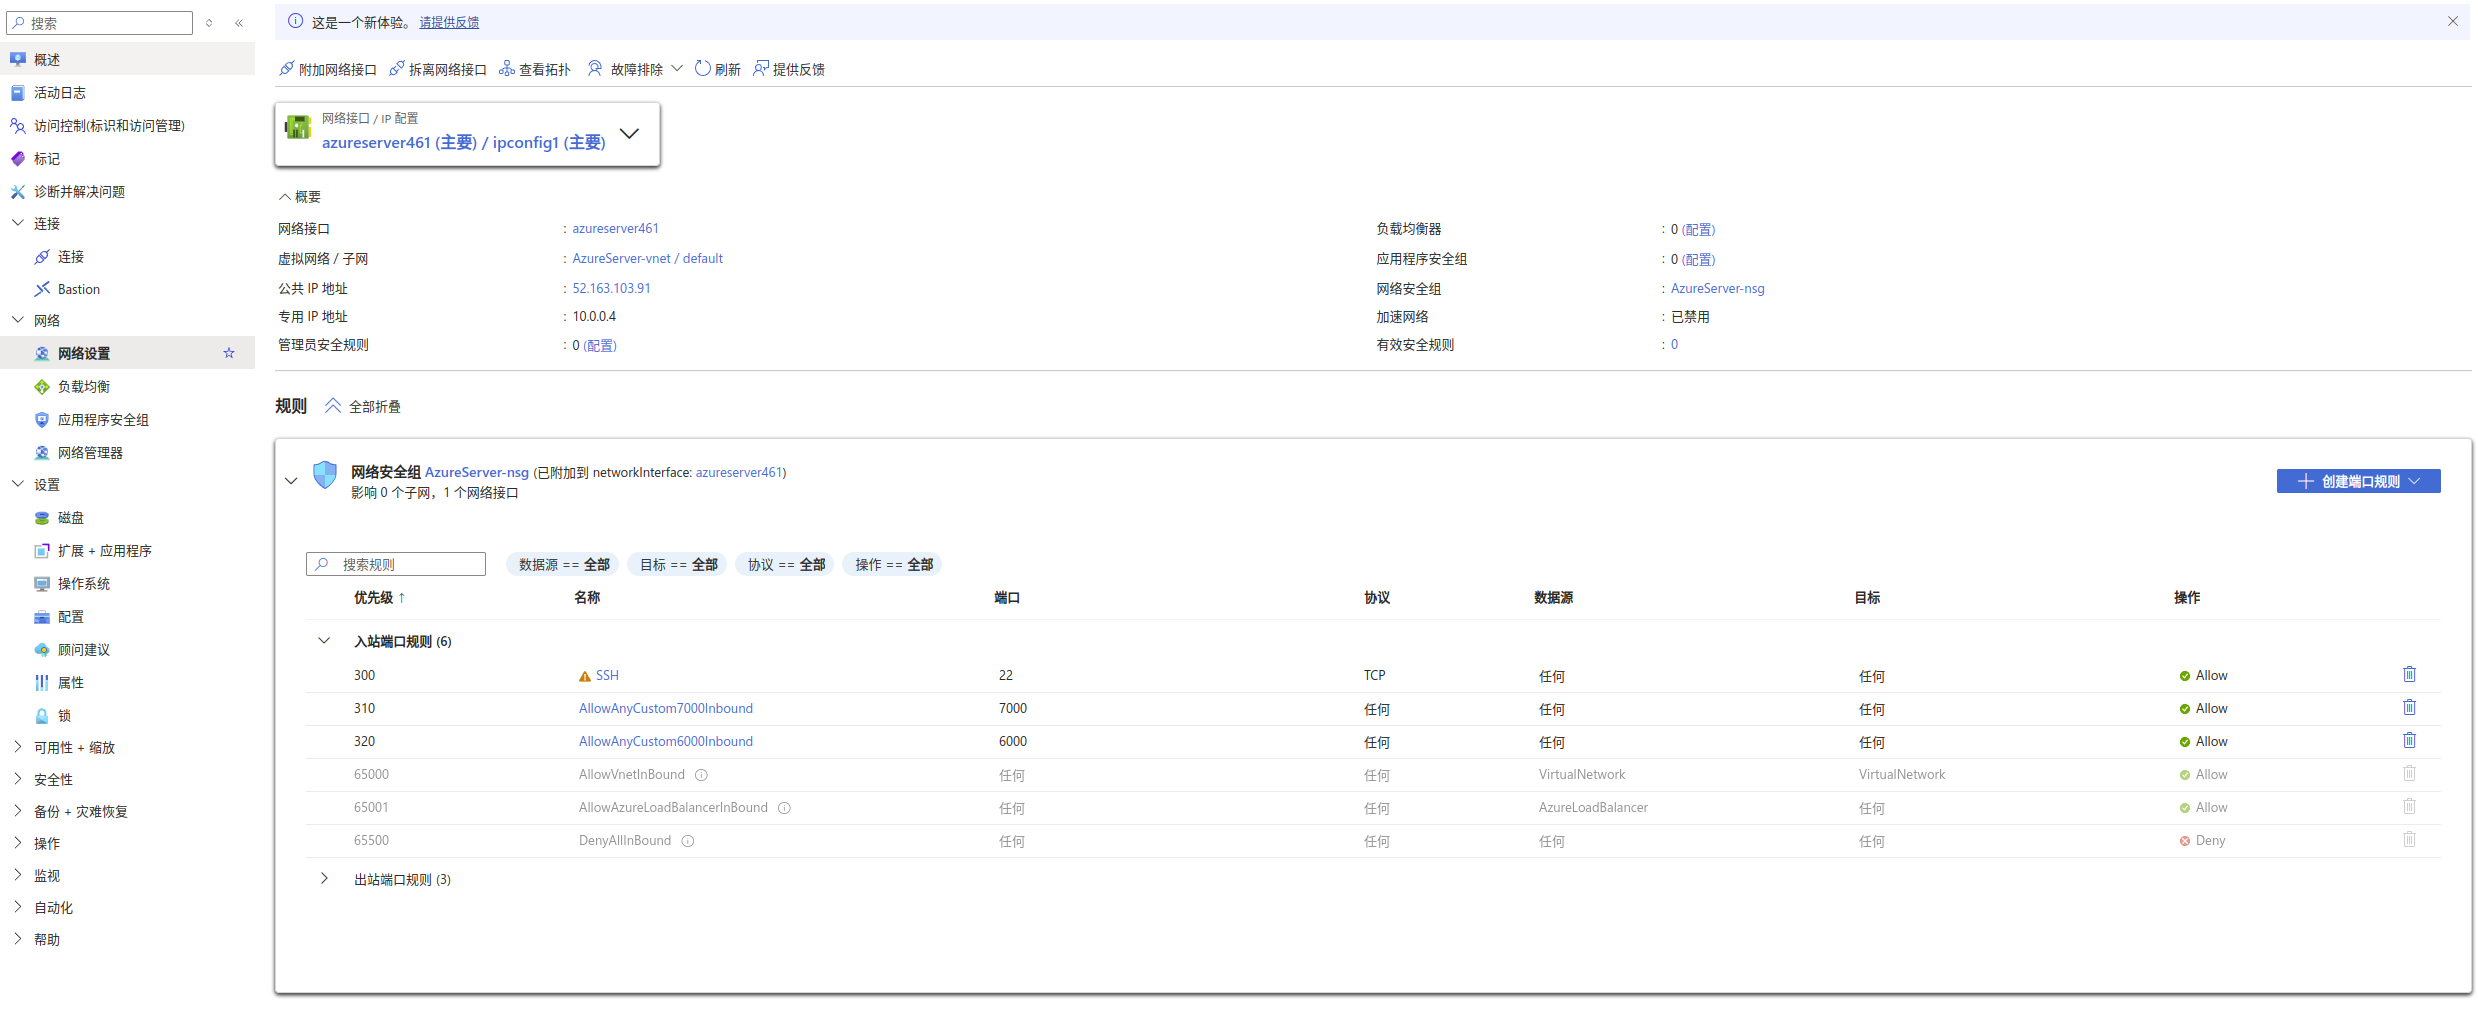 搜索
概述
活动日志
访问控制(标识和访问管理)
标记
诊断并解决问题
连接
连接
Bastion
网络
网络设置
负载均衡
应用程序安全组
网络管理器
设置
磁盘
扩展 + 应用程序
操作系统
配置
顾问建议
属性
锁
可用性 + 缩放
安全性
备份 + 灾难恢复
操作
监视
自动化
帮助
这是一个新体验。 请提供反馈
附加网络接口 拆离网络接口 查看拓扑 故障排除 刷新 提供反馈
网络接口 / IP 配置
azureserver461 (主要) / ipconfig1 (主要)
概要
网络接口 : azureserver461
虚拟网络 / 子网 : AzureServer-vnet / default
公共 IP 地址 : 52.163.103.91
专用 IP 地址 : 10.0.0.4
管理员安全规则 : 0 (配置)
负载均衡器 : 0 (配置)
应用程序安全组 : 0 (配置)
网络安全组 : AzureServer-nsg
加速网络 : 已禁用
有效安全规则 : 0
规则 全部折叠
网络安全组 AzureServer-nsg (已附加到 networkInterface: azureserver461)
影响 0 个子网，1 个网络接口
创建端口规则
搜索规则 数据源 == 全部 目标 == 全部 协议 == 全部 操作 == 全部
优先级 ↑ 名称 端口 协议 数据源 目标 操作
入站端口规则 (6)
300 SSH 22 TCP 任何 任何 Allow
310 AllowAnyCustom7000Inbound 7000 任何 任何 任何 Allow
320 AllowAnyCustom6000Inbound 6000 任何 任何 任何 Allow
65000 AllowVnetInBound 任何 任何 VirtualNetwork VirtualNetwork Allow
65001 AllowAzureLoadBalancerInBound 任何 任何 AzureLoadBalancer 任何 Allow
65500 DenyAllInBound 任何 任何 任何 任何 Deny
出站端口规则 (3)